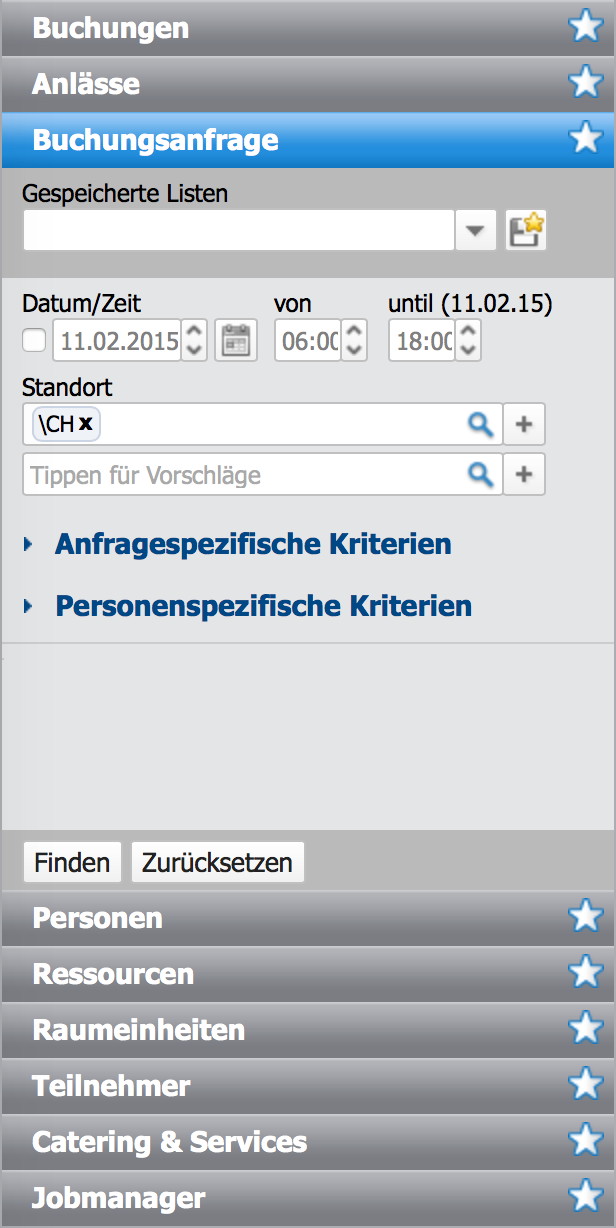 Buchungen
Anlässe
Buchungsanfrage
Gespeicherte Listen
Datum/Zeit von until (11.02.15)
11.02.2015 06:00 18:00
Standort
\CH x
Tippen für Vorschläge
Anfragespezifische Kriterien
Personenspezifische Kriterien
Finden Zurücksetzen
Personen
Ressourcen
Raumeinheiten
Teilnehmer
Catering & Services
Jobmanager